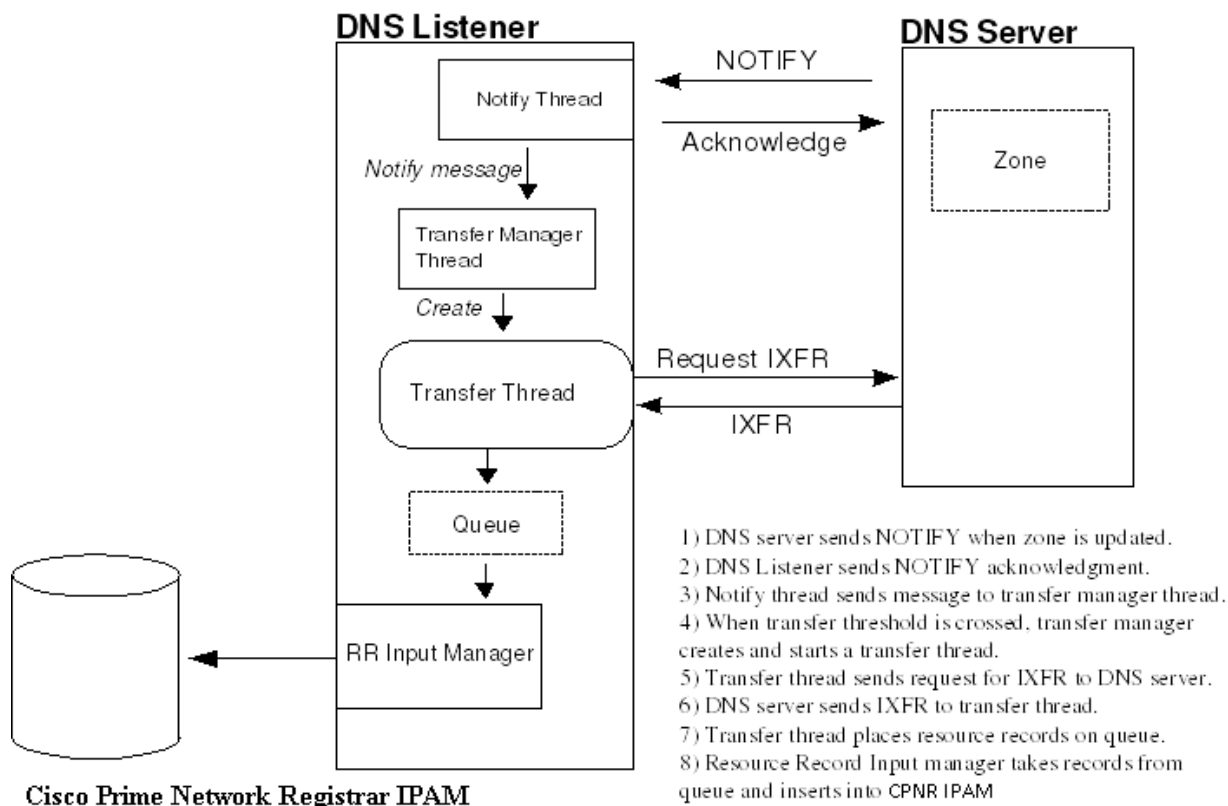 DNS Listener
DNS Server
Notify Thread
NOTIFY
Acknowledge
Zone
Notify message
Transfer Manager
Thread
Create
Transfer Thread
Request IXFR
IXFR
Queue
RR Input Manager
1) DNS server sends NOTIFY when zone is updated.
2) DNS Listener sends NOTIFY acknowledgment.
3) Notify thread sends message to transfer manager thread.
4) When transfer threshold is crossed, transfer manager
creates and starts a transfer thread.
5) Transfer thread sends request for IXFR to DNS server.
6) DNS server sends IXFR to transfer thread.
7) Transfer thread places resource records on queue.
8) Resource Record Input manager takes records from
queue and inserts into CPNR IPAM
Cisco Prime Network Registrar IPAM